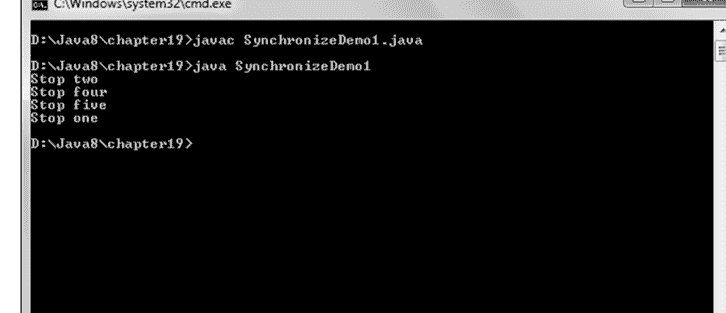 C:\Windows\system32\cmd.exe
D:\Java8\chapter19>javac SynchronizeDemo1.java
D:\Java8\chapter19>java SynchronizeDemo1
Stop two
Stop four
Stop five
Stop one
D:\Java8\chapter19>